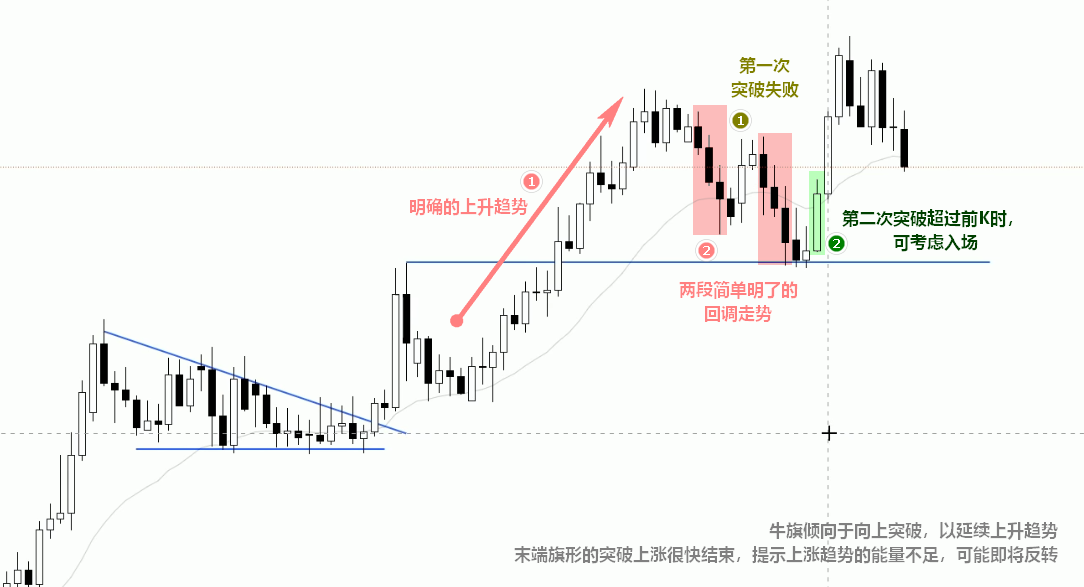 第一次
突破失败
1
1
明确的上升趋势
第二次突破超过前K时，
可考虑入场
2
2
两段简单明了的
回调走势
牛旗倾向于向上突破，以延续上升趋势
末端旗形的突破上涨很快结束，提示上涨趋势的能量不足，可能即将反转